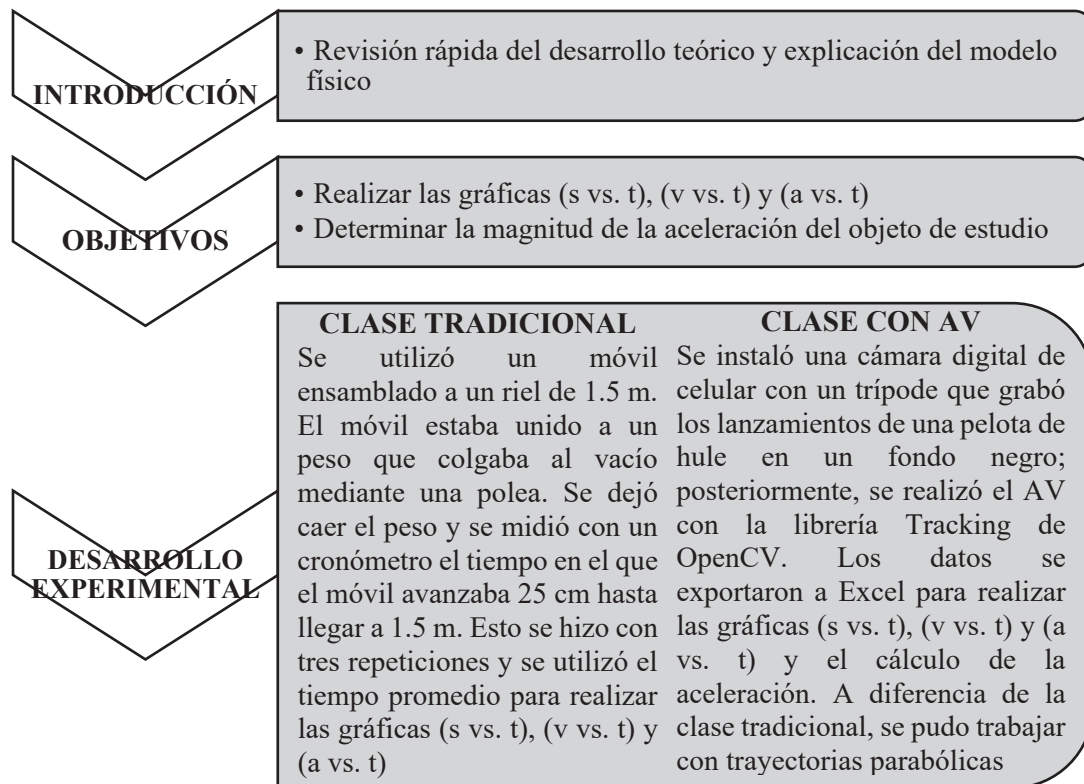 INTRODUCCIÓN
• Revisión rápida del desarrollo teórico y explicación del modelo
físico
OBJETIVOS
• Realizar las gráficas (s vs. t), (v vs. t) y (a vs. t)
• Determinar la magnitud de la aceleración del objeto de estudio
DESARROLLO
EXPERIMENTAL
CLASE TRADICIONAL
Se utilizó un móvil
ensamblado a un riel de 1.5 m.
El móvil estaba unido a un
peso que colgaba al vacío
mediante una polea. Se dejó
caer el peso y se midió con un
cronómetro el tiempo en el que
el móvil avanzaba 25 cm hasta
llegar a 1.5 m. Esto se hizo con
tres repeticiones y se utilizó el
tiempo promedio para realizar
las gráficas (s vs. t), (v vs. t) y
(a vs. t)
CLASE CON AV
Se instaló una cámara digital de
celular con un trípode que grabó
los lanzamientos de una pelota de
hule en un fondo negro;
posteriormente, se realizó el AV
con la librería Tracking de
OpenCV. Los datos se
exportaron a Excel para realizar
las gráficas (s vs. t), (v vs. t) y (a
vs. t) y el cálculo de la
aceleración. A diferencia de la
clase tradicional, se pudo trabajar
con trayectorias parabólicas